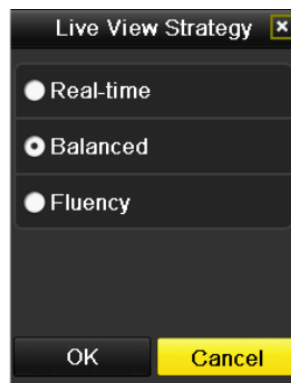 Live View Strategy
Real-time
Balanced
Fluency
OK
Cancel